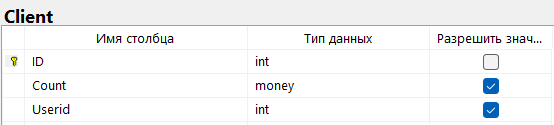 Client
Имя столбца Тип данных Разрешить знач...
ID int
Count money
Userid int